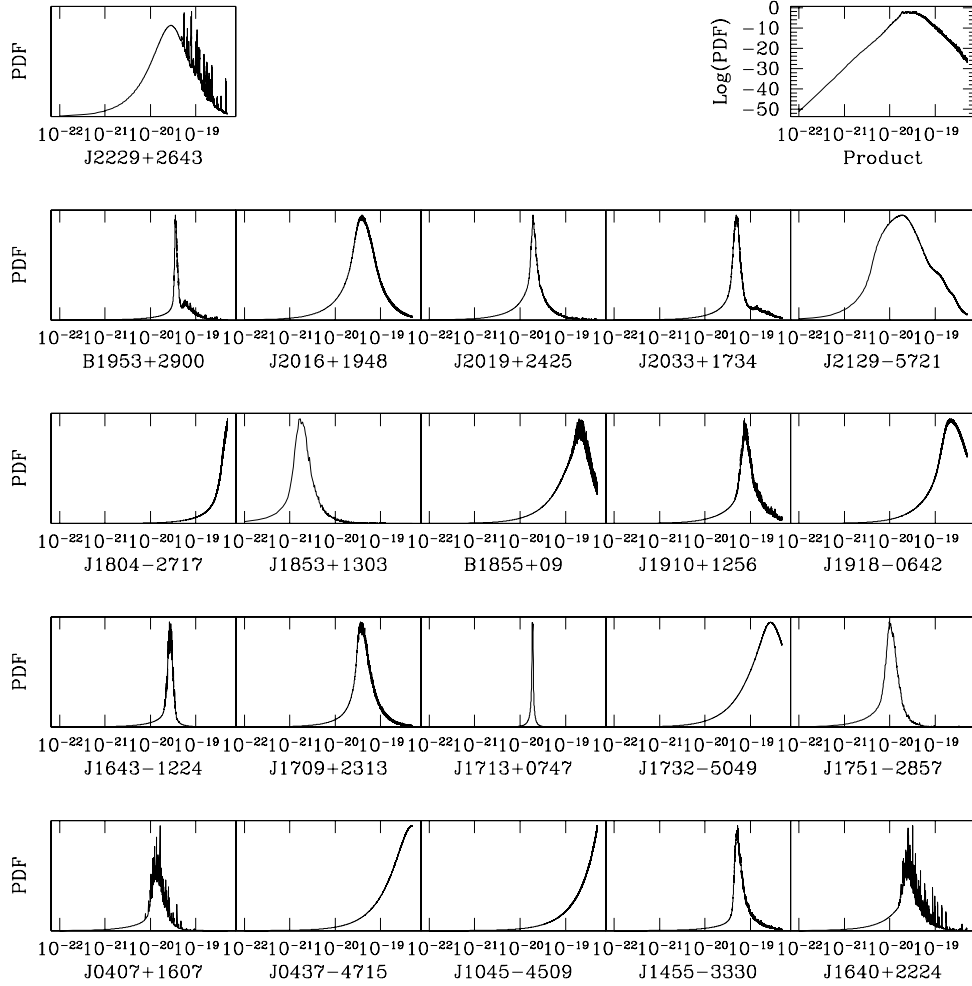 PDF
10⁻²²10⁻²¹10⁻²⁰10⁻¹⁹
J2229+2643
Log(PDF)
0
−10
−20
−30
−40
−50
10⁻²²10⁻²¹10⁻²⁰10⁻¹⁹
Product
PDF
10⁻²²10⁻²¹10⁻²⁰10⁻¹⁹10⁻²²10⁻²¹10⁻²⁰10⁻¹⁹10⁻²²10⁻²¹10⁻²⁰10⁻¹⁹10⁻²²10⁻²¹10⁻²⁰10⁻¹⁹10⁻²²10⁻²¹10⁻²⁰10⁻¹⁹
B1953+2900 J2016+1948 J2019+2425 J2033+1734 J2129−5721
PDF
10⁻²²10⁻²¹10⁻²⁰10⁻¹⁹10⁻²²10⁻²¹10⁻²⁰10⁻¹⁹10⁻²²10⁻²¹10⁻²⁰10⁻¹⁹10⁻²²10⁻²¹10⁻²⁰10⁻¹⁹10⁻²²10⁻²¹10⁻²⁰10⁻¹⁹
J1804−2717 J1853+1303 B1855+09 J1910+1256 J1918−0642
PDF
10⁻²²10⁻²¹10⁻²⁰10⁻¹⁹10⁻²²10⁻²¹10⁻²⁰10⁻¹⁹10⁻²²10⁻²¹10⁻²⁰10⁻¹⁹10⁻²²10⁻²¹10⁻²⁰10⁻¹⁹10⁻²²10⁻²¹10⁻²⁰10⁻¹⁹
J1643−1224 J1709+2313 J1713+0747 J1732−5049 J1751−2857
PDF
10⁻²²10⁻²¹10⁻²⁰10⁻¹⁹10⁻²²10⁻²¹10⁻²⁰10⁻¹⁹10⁻²²10⁻²¹10⁻²⁰10⁻¹⁹10⁻²²10⁻²¹10⁻²⁰10⁻¹⁹10⁻²²10⁻²¹10⁻²⁰10⁻¹⁹
J0407+1607 J0437−4715 J1045−4509 J1455−3330 J1640+2224